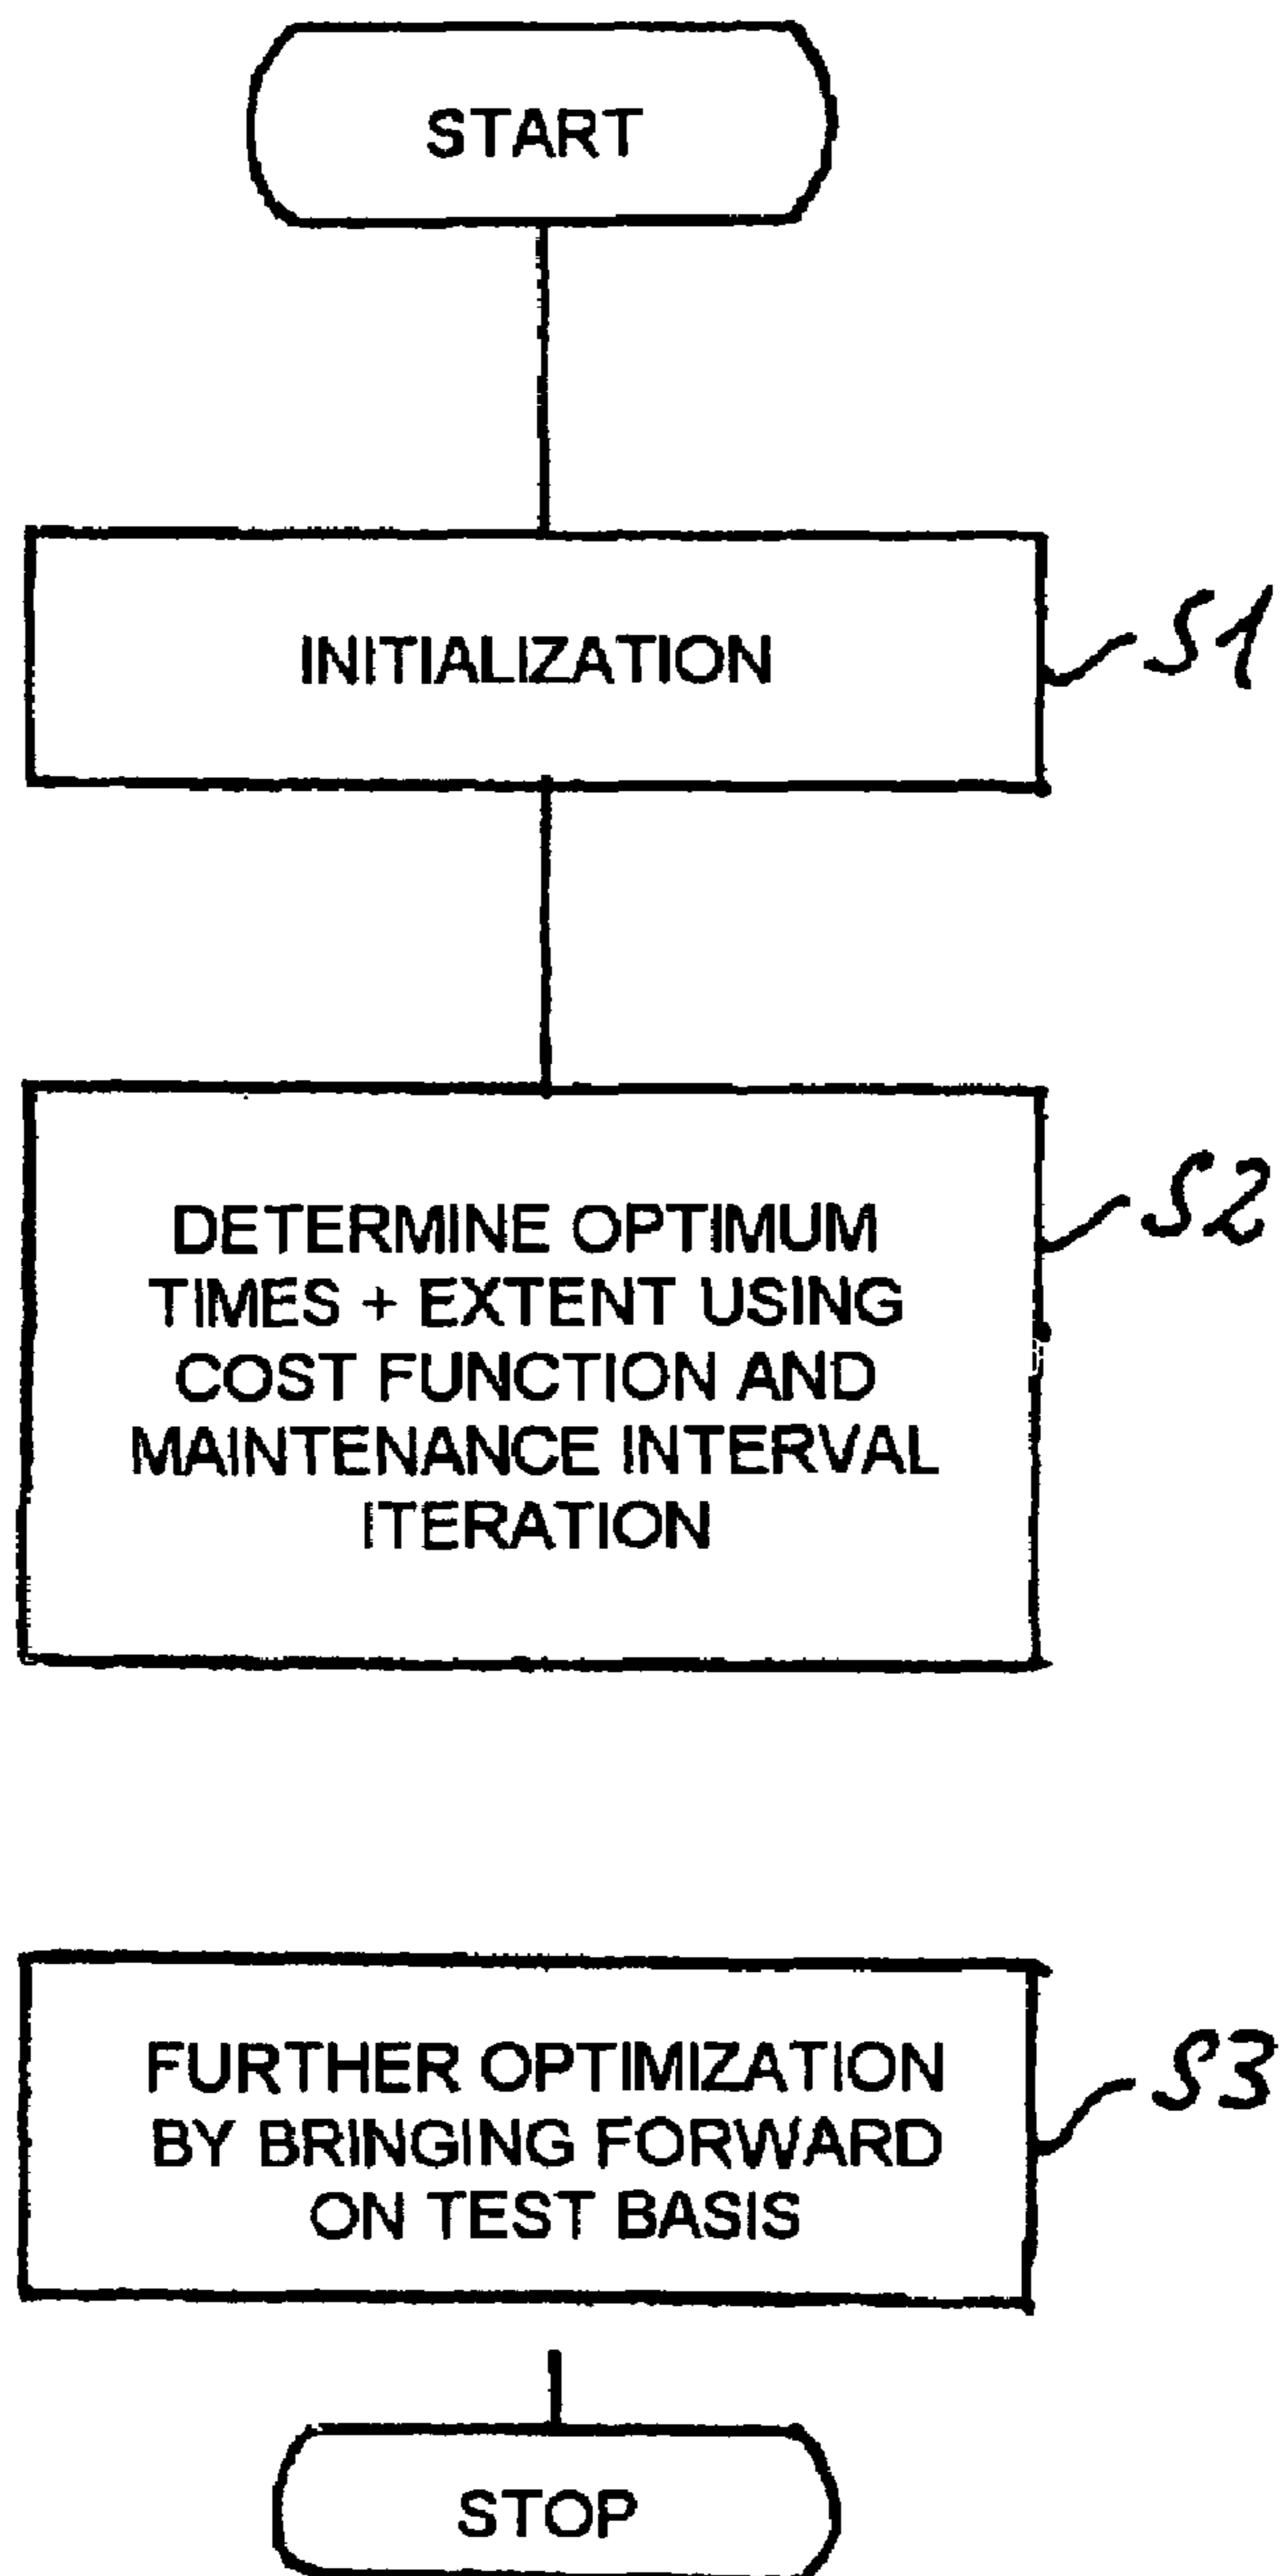 START
INITIALIZATION
S1
DETERMINE OPTIMUM
TIMES + EXTENT USING
COST FUNCTION AND
MAINTENANCE INTERVAL
ITERATION
S2
FURTHER OPTIMIZATION
BY BRINGING FORWARD
ON TEST BASIS
S3
STOP